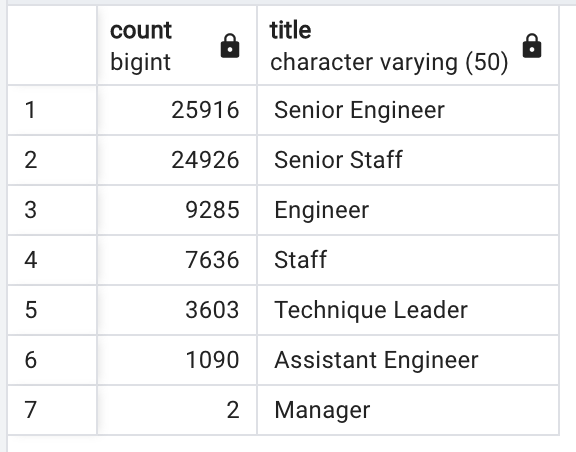 count title
bigint character varying (50)
1 25916 Senior Engineer
2 24926 Senior Staff
3 9285 Engineer
4 7636 Staff
5 3603 Technique Leader
6 1090 Assistant Engineer
7 2 Manager